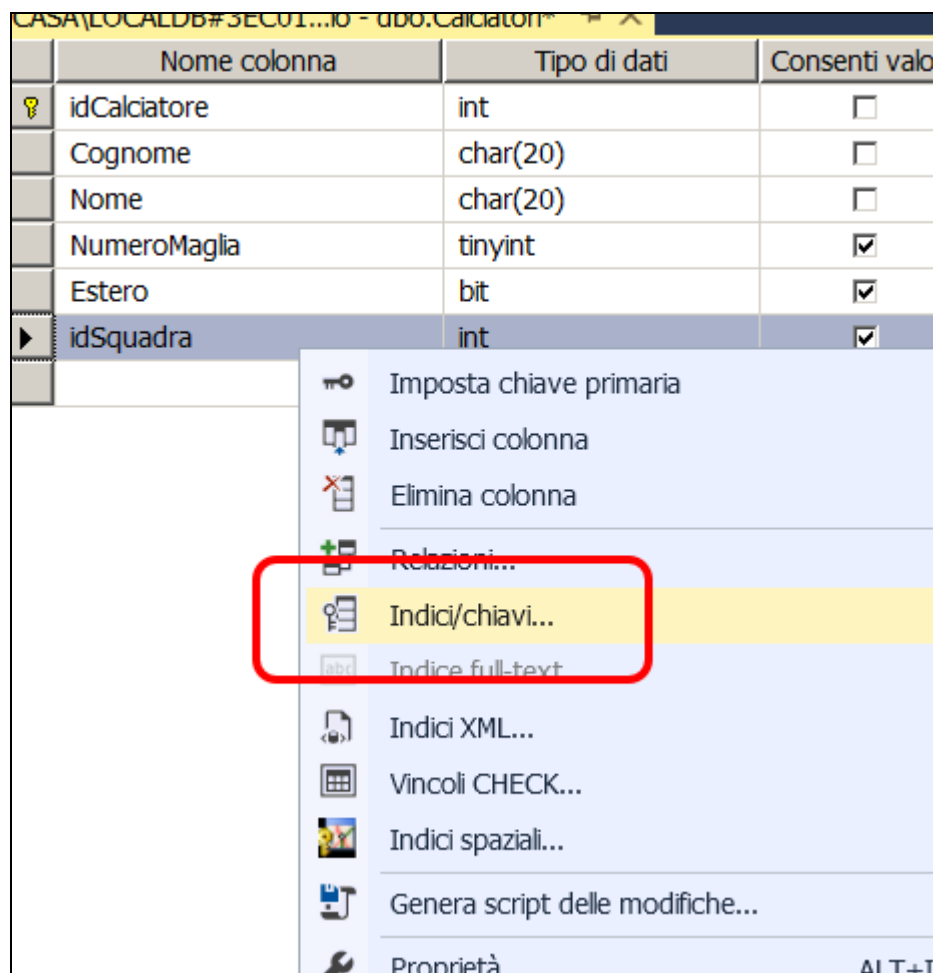 CASA\LOCALDB#3EC01...io - dbo.Calciatori*
Nome colonna Tipo di dati Consenti valo
idCalciatore int
Cognome char(20)
Nome char(20)
NumeroMaglia tinyint
Estero bit
idSquadra int
Imposta chiave primaria
Inserisci colonna
Elimina colonna
Relazioni...
Indici/chiavi...
abc Indice full-text
Indici XML...
Vincoli CHECK...
Indici spaziali...
Genera script delle modifiche...
Proprietà